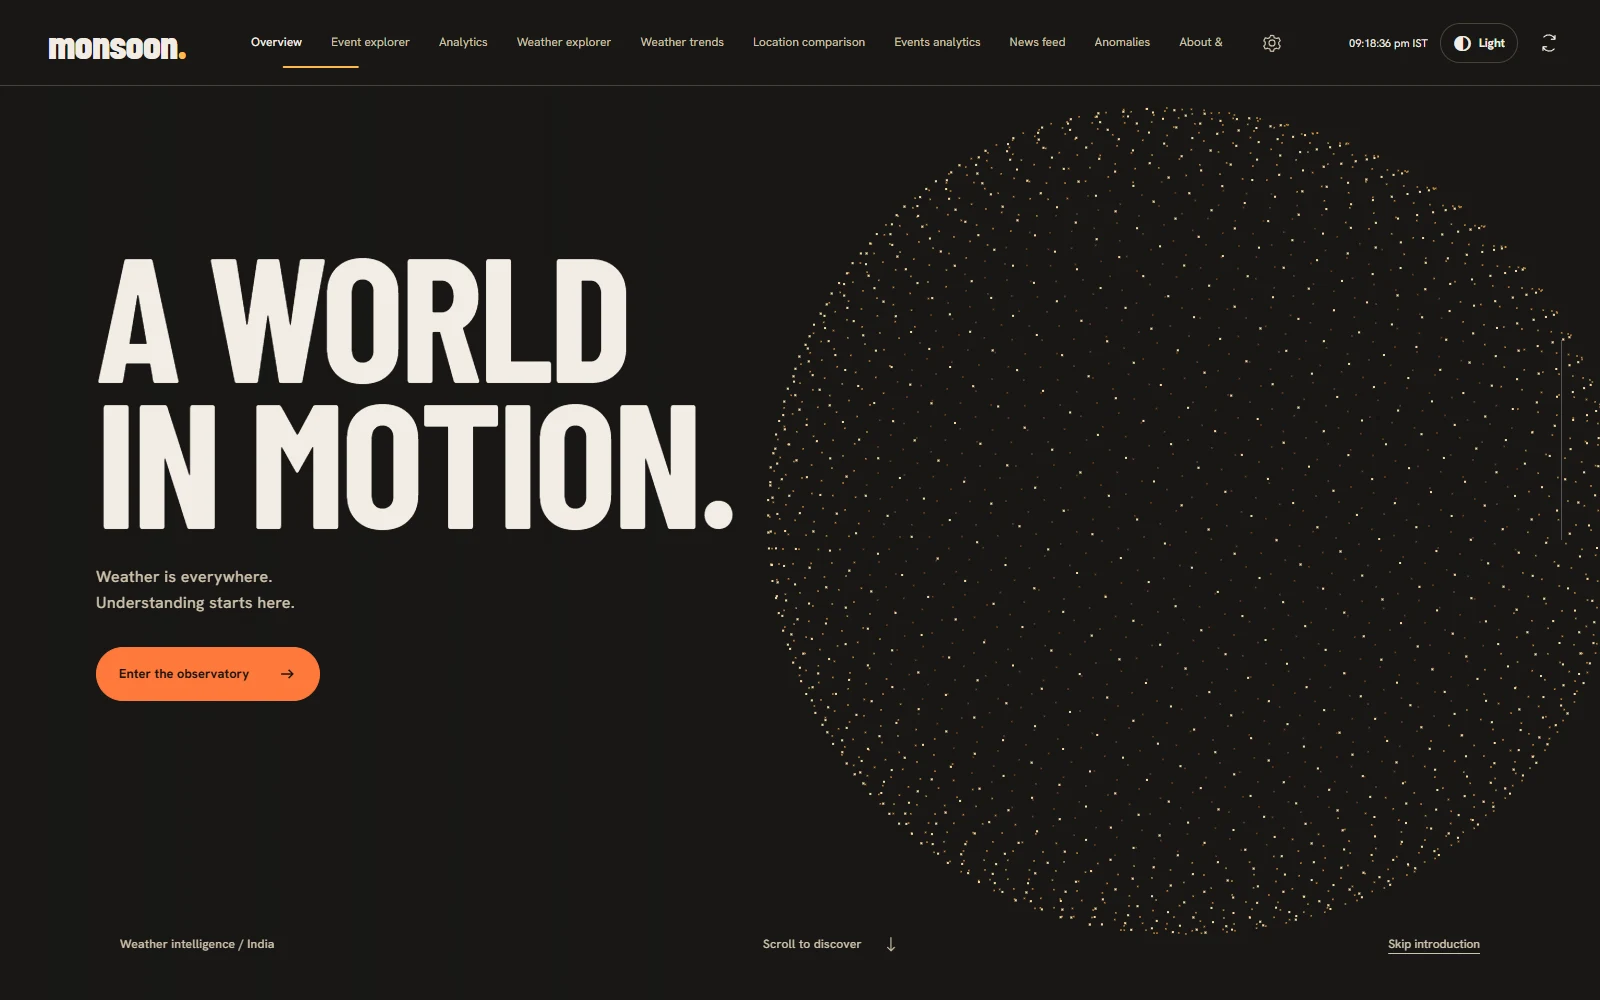 monsoon.
Overview
Event explorer
Analytics
Weather explorer
Weather trends
Location comparison
Events analytics
News feed
Anomalies
About &
09:18:36 pm IST
Light
A WORLD
IN MOTION.
Weather is everywhere.
Understanding starts here.
Enter the observatory
Weather intelligence / India
Scroll to discover
Skip introduction